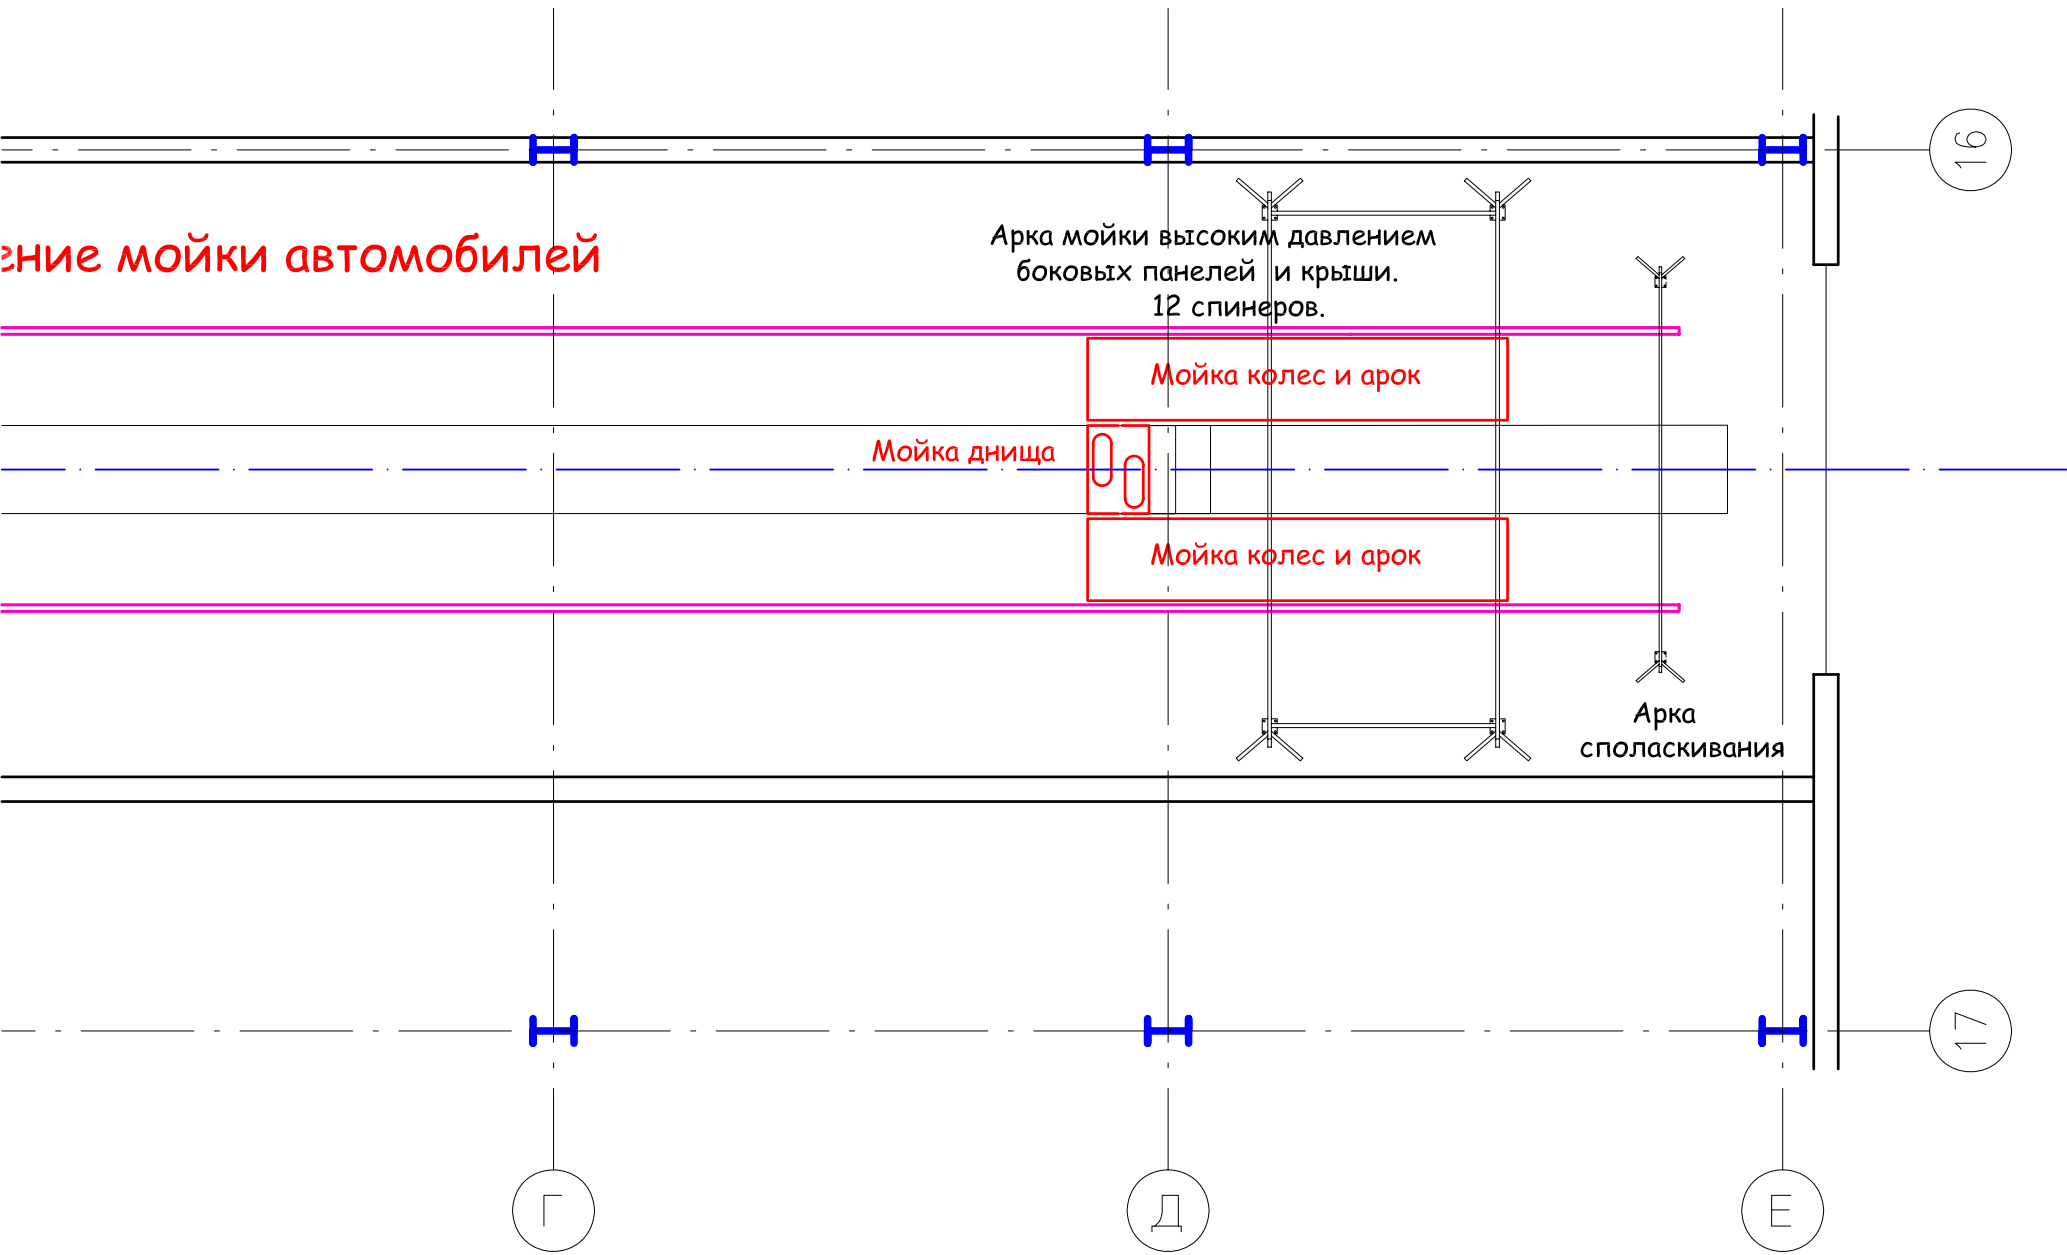 16
ение мойки автомобилей
Арка мойки высоким давлением
боковых панелей и крыши.
12 спинеров.
Мойка колес и арок
Мойка днища
Мойка колес и арок
Арка
споласкивания
17
Г
Д
Е